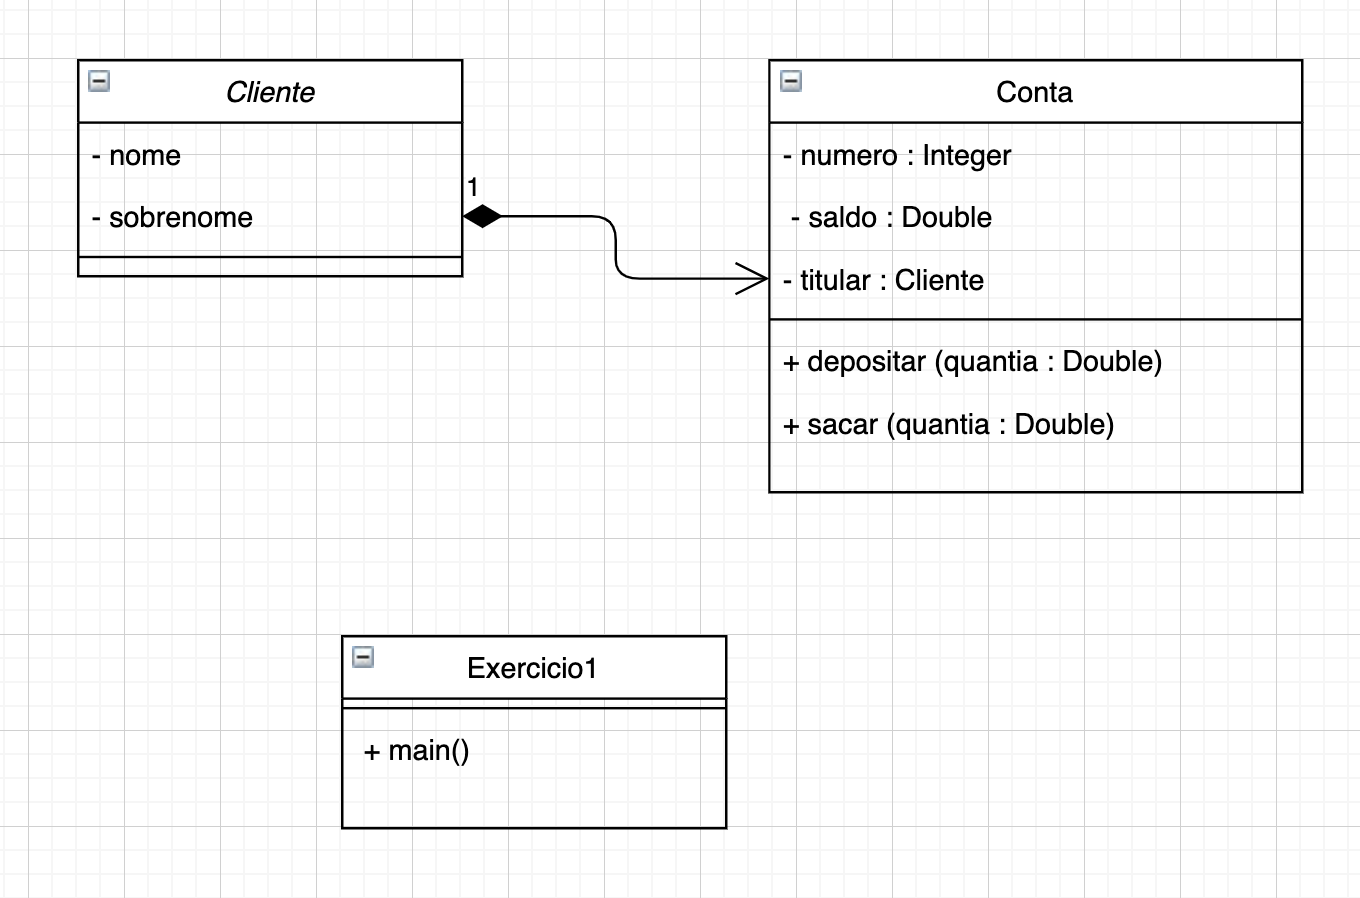 Cliente
- nome
- sobrenome
1
Conta
- numero : Integer
- saldo : Double
- titular : Cliente
+ depositar (quantia : Double)
+ sacar (quantia : Double)
Exercicio1
+ main()